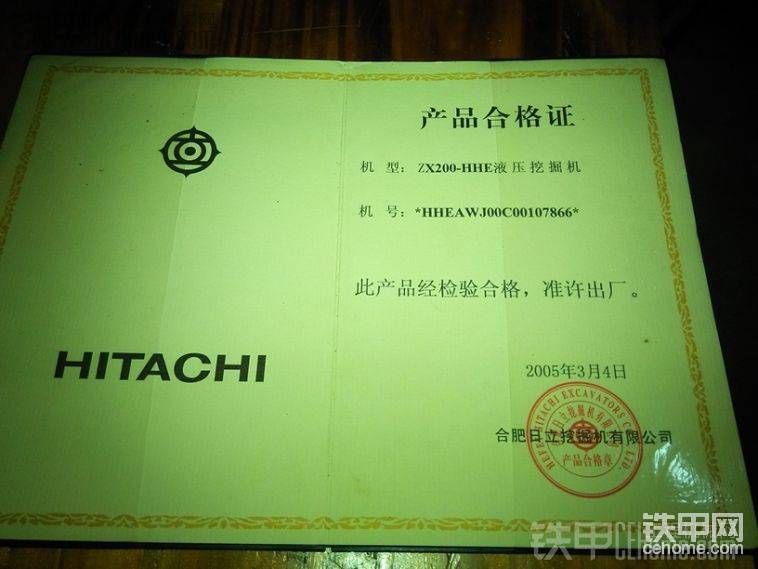 产品合格证
机 型: ZX200-HHE液压挖掘机
机 号: *HHEAWJ00C00107866*
此产品经检验合格，准许出厂。
HITACHI
2005年3月4日
合肥日立挖掘机有限公司
HEFEI HITACHI EXCAVATORS CO., LTD.
产品合格章
铁甲网
cehome.com